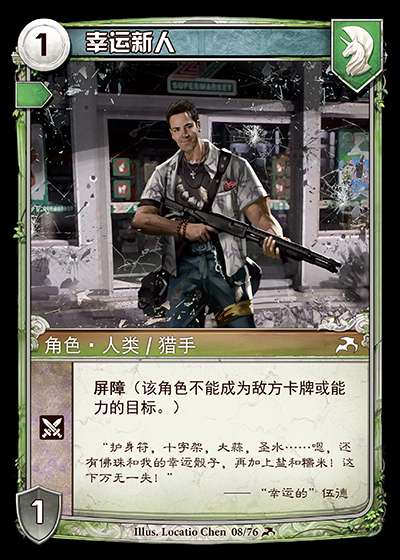 1
幸运新人
SUPERMARKET
角色·人类/猎手
屏障（该角色不能成为敌方卡牌或能
力的目标。）
“护身符，十字架，大蒜，圣水……嗯，还
有佛珠和我的幸运骰子，再加上盐和糯米！这
下万无一失！”
—— “幸运的”伍德
1
Illus. Locatio Chen 08/76